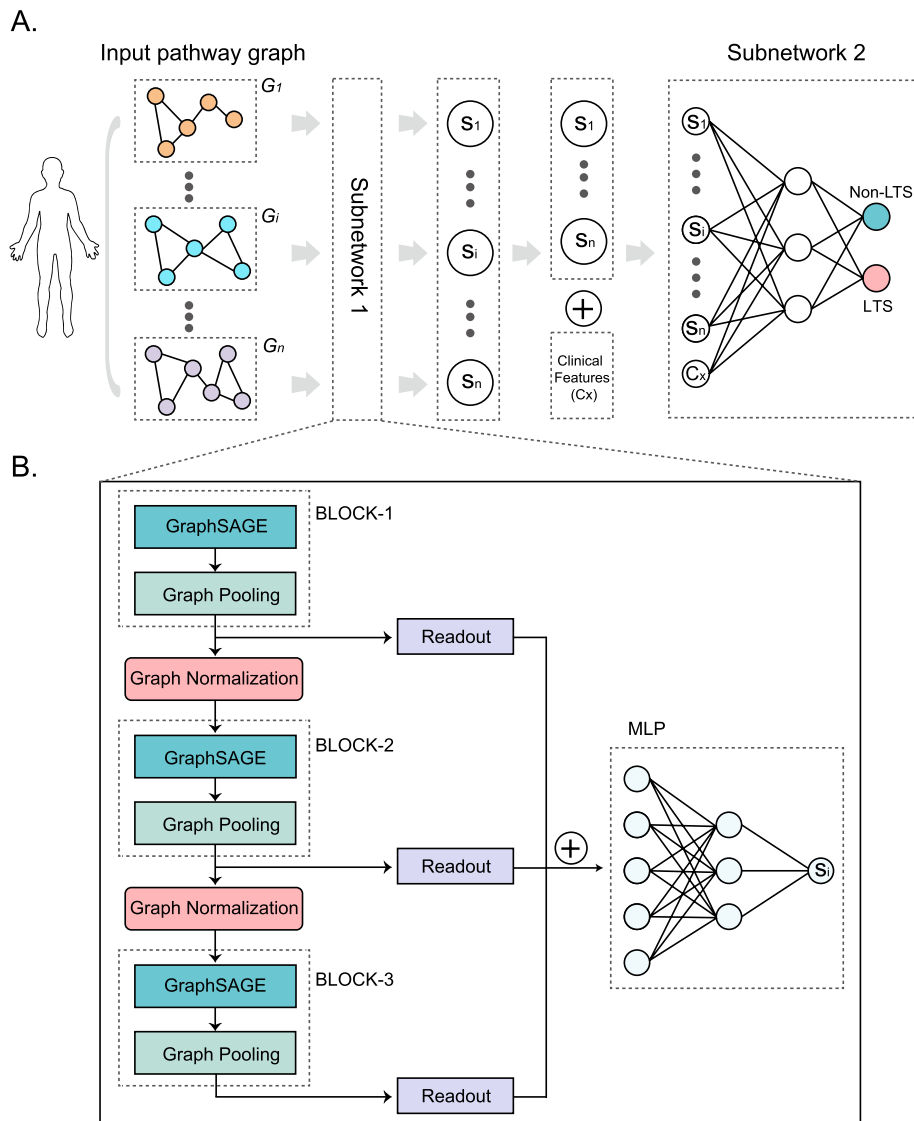 A.
Input pathway graph
Subnetwork 2
G1
Gi
Gn
Subnetwork 1
S1
Si
Sn
S1
Sn
+
Clinical
Features
(Cx)
S1
Si
Sn
Cx
Non-LTS
LTS
B.
BLOCK-1
GraphSAGE
Graph Pooling
Readout
Graph Normalization
BLOCK-2
GraphSAGE
Graph Pooling
Readout
Graph Normalization
BLOCK-3
GraphSAGE
Graph Pooling
Readout
+
MLP
Si